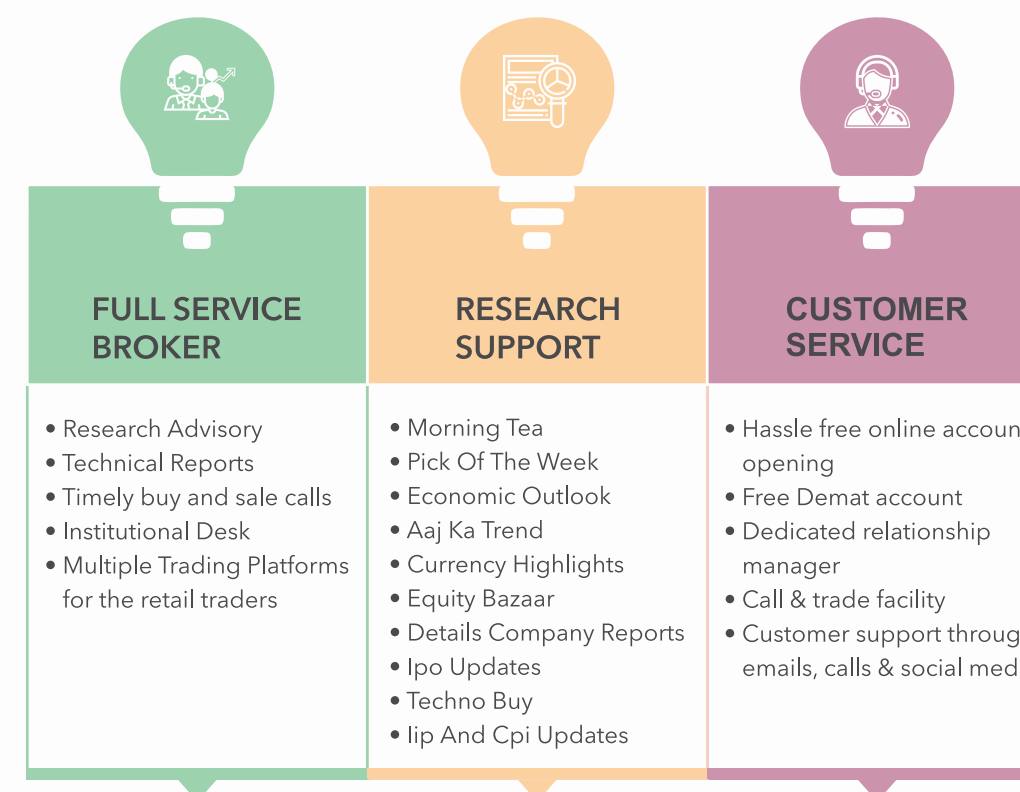 FULL SERVICE
BROKER
• Research Advisory
• Technical Reports
• Timely buy and sale calls
• Institutional Desk
• Multiple Trading Platforms
for the retail traders
RESEARCH
SUPPORT
• Morning Tea
• Pick Of The Week
• Economic Outlook
• Aaj Ka Trend
• Currency Highlights
• Equity Bazaar
• Details Company Reports
• Ipo Updates
• Techno Buy
• Iip And Cpi Updates
CUSTOMER
SERVICE
• Hassle free online accoun
opening
• Free Demat account
• Dedicated relationship
manager
• Call & trade facility
• Customer support throug
emails, calls & social med